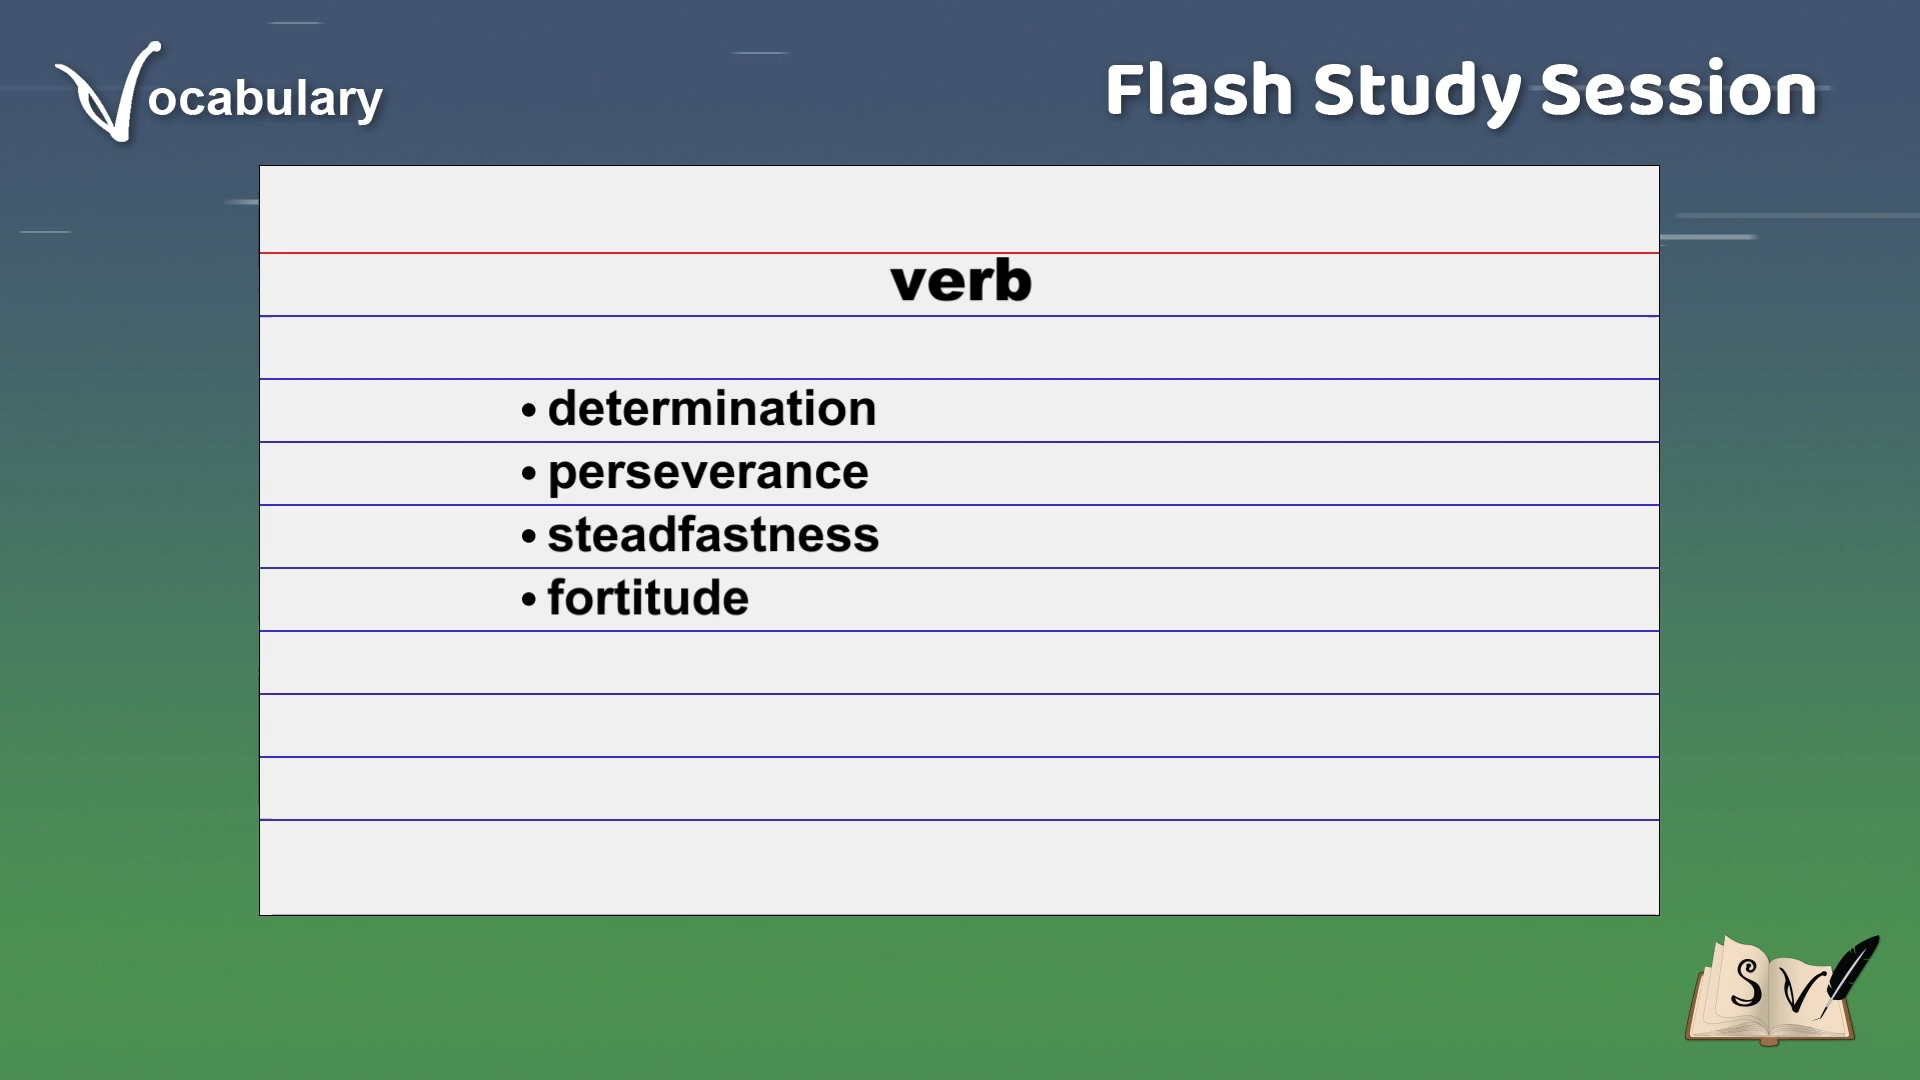 Vocabulary
Flash Study Session
verb
• determination
• perseverance
• steadfastness
• fortitude
S V